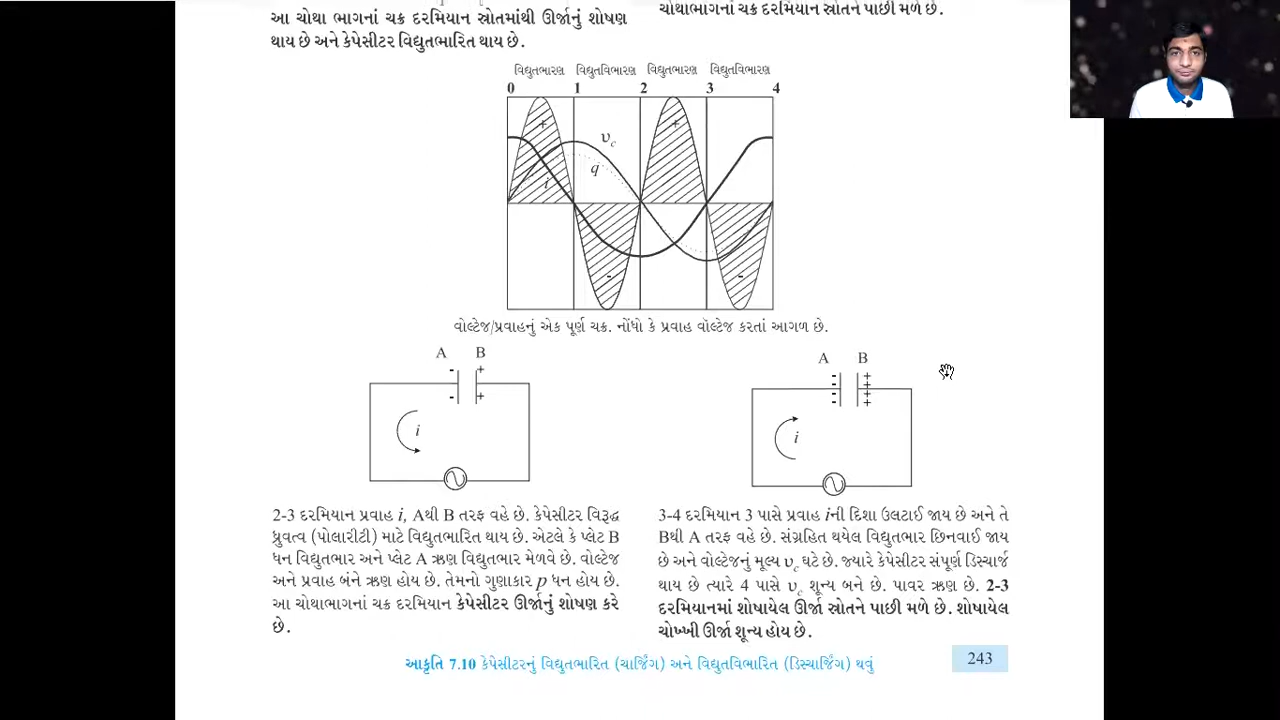 આ ચોથા ભાગનાં ચક્ર દરમિયાન સ્રોતમાંથી ઊર્જાનું શોષણ
થાય છે અને કેપેસીટર વિદ્યુતભારિત થાય છે.
ચોથાભાગનાં ચક્ર દરમિયાન સ્રોતને પાછી મળે છે.
વિદ્યુતભારણ વિદ્યુતવિભારણ વિદ્યુતભારણ વિદ્યુતવિભારણ
0 1 2 3 4
+ +
υc
q
i
- -
વોલ્ટેજ/પ્રવાહનું એક પૂર્ણ ચક્ર. નોંધો કે પ્રવાહ વૉલ્ટેજ કરતાં આગળ છે.
A B
- +
- +
i
A B
- +
- +
- +
- +
i
2-3 દરમિયાન પ્રવાહ i, Aથી B તરફ વહે છે. કેપેસીટર વિરૂદ્ધ
ધ્રુવત્વ (પોલારીટી) માટે વિદ્યુતભારિત થાય છે. એટલે કે પ્લેટ B
ધન વિદ્યુતભાર અને પ્લેટ A ઋણ વિદ્યુતભાર મેળવે છે. વોલ્ટેજ
અને પ્રવાહ બંને ઋણ હોય છે. તેમનો ગુણાકાર p ધન હોય છે.
આ ચોથાભાગનાં ચક્ર દરમિયાન કેપેસીટર ઊર્જાનું શોષણ કરે
છે.
3-4 દરમિયાન 3 પાસે પ્રવાહ iની દિશા ઉલટાઈ જાય છે અને તે
Bથી A તરફ વહે છે. સંગ્રહિત થયેલ વિદ્યુતભાર છિનવાઈ જાય
છે અને વોલ્ટેજનું મૂલ્ય υc ઘટે છે. જ્યારે કેપેસીટર સંપૂર્ણ ડિસ્ચાર્જ
થાય છે ત્યારે 4 પાસે υc શૂન્ય બને છે. પાવર ઋણ છે. 2-3
દરમિયાનમાં શોષાયેલ ઊર્જા સ્રોતને પાછી મળે છે. શોષાયેલ
ચોખ્ખી ઊર્જા શૂન્ય હોય છે.
આકૃતિ 7.10 કેપેસીટરનું વિદ્યુતભારિત (ચાર્જિંગ) અને વિદ્યુતવિભારિત (ડિસ્ચાર્જિંગ) થવું
243